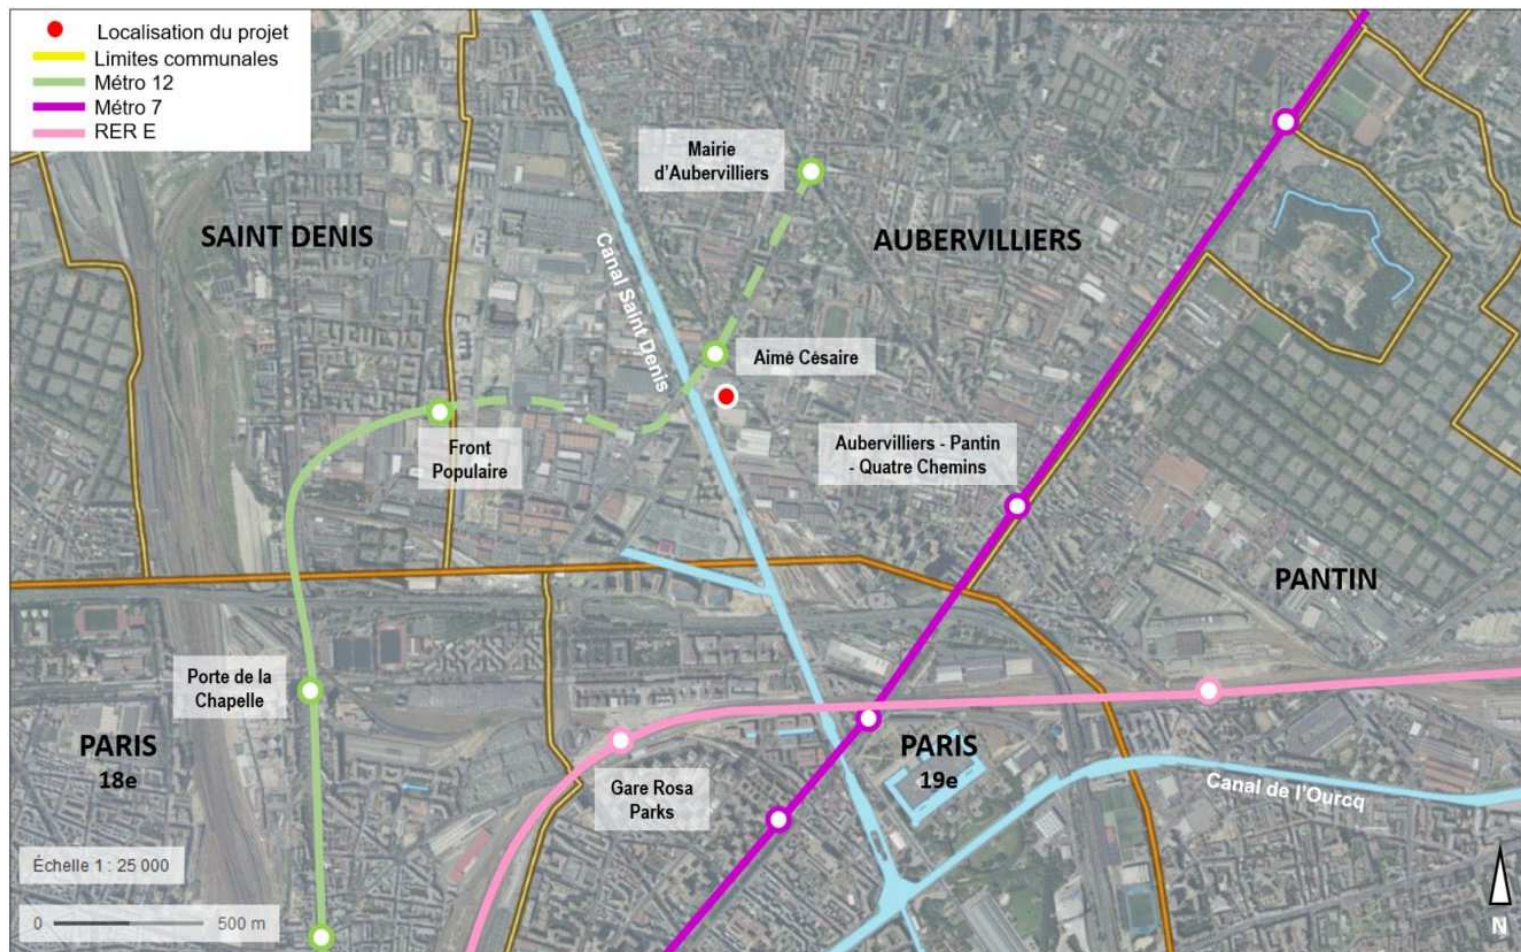 Localisation du projet
Limites communales
Métro 12
Métro 7
RER E
Mairie
d'Aubervilliers
SAINT DENIS
AUBERVILLIERS
Canal Saint Denis
Aimé Césaire
Front
Populaire
Aubervilliers - Pantin
- Quatre Chemins
PANTIN
Porte de la
Chapelle
PARIS
18e
PARIS
19e
Gare Rosa
Parks
Canal de l'Ourcq
Échelle 1 : 25 000
0 500 m
N